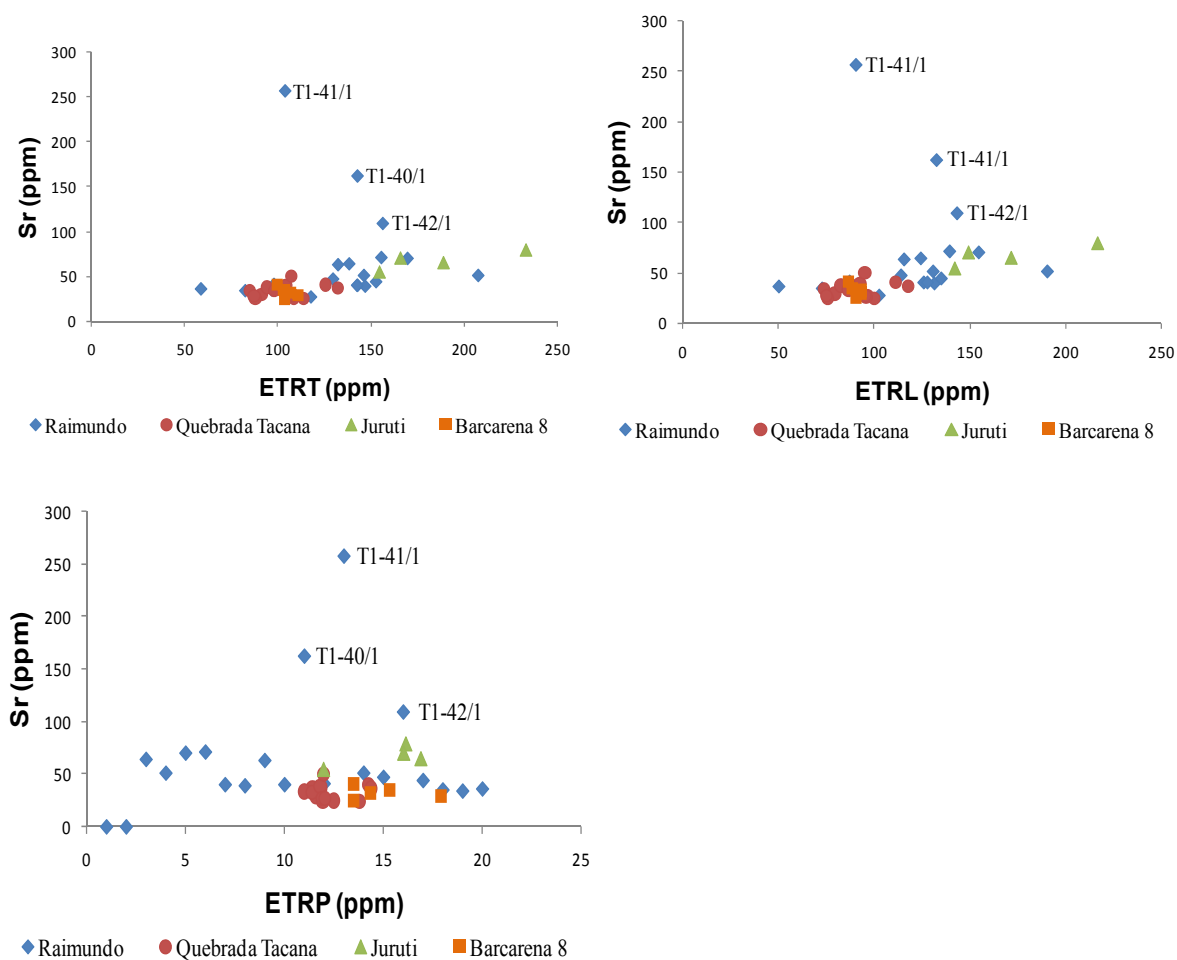 300
250
200
150
100
50
0
Sr (ppm)
T1-41/1
T1-40/1
T1-42/1
0 50 100 150 200 250
ETRT (ppm)
Raimundo Quebrada Tacana Juruti Barcarena 8
300
250
200
150
100
50
0
Sr (ppm)
T1-41/1
T1-41/1
T1-42/1
0 50 100 150 200 250
ETRL (ppm)
Raimundo Quebrada Tacana Juruti Barcarena 8
300
250
200
150
100
50
0
Sr (ppm)
T1-41/1
T1-40/1
T1-42/1
0 5 10 15 20 25
ETRP (ppm)
Raimundo Quebrada Tacana Juruti Barcarena 8